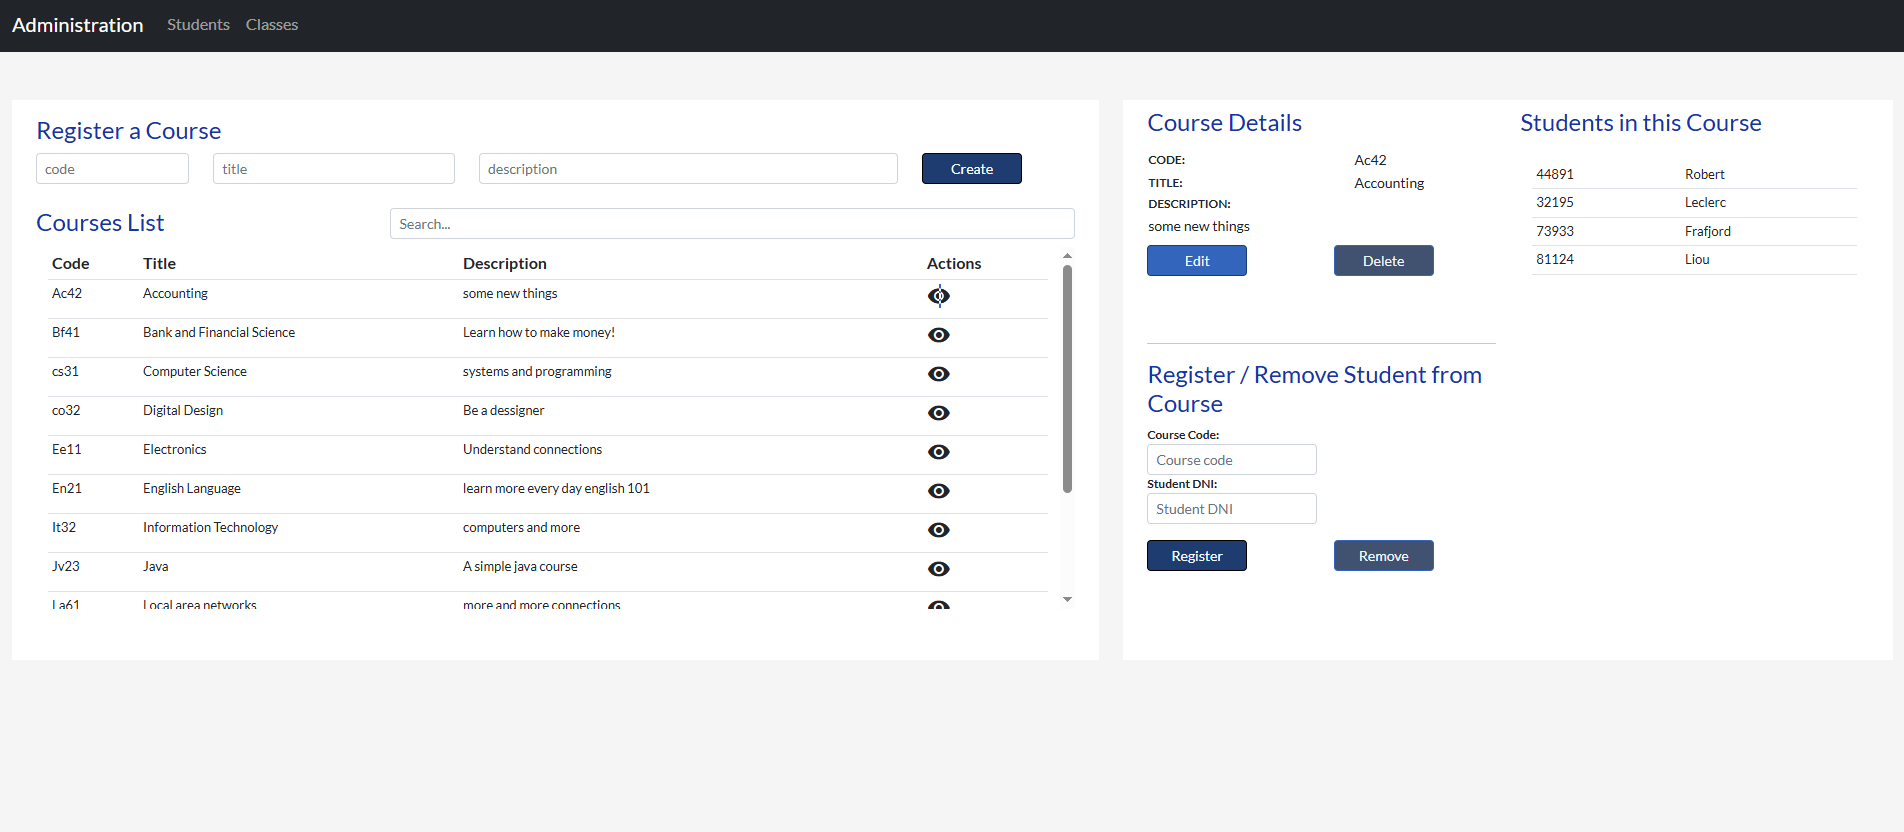 Administration Students Classes
Register a Course
code title description Create
Courses List Search...
Code Title Description Actions
Ac42 Accounting some new things
Bf41 Bank and Financial Science Learn how to make money!
cs31 Computer Science systems and programming
co32 Digital Design Be a dessigner
Ee11 Electronics Understand connections
En21 English Language learn more every day english 101
It32 Information Technology computers and more
Jv23 Java A simple java course
La61 Local area networks more and more connections
Course Details
CODE: Ac42
TITLE: Accounting
DESCRIPTION:
some new things
Edit Delete
Register / Remove Student from
Course
Course Code:
Course code
Student DNI:
Student DNI
Register Remove
Students in this Course
44891 Robert
32195 Leclerc
73933 Frafjord
81124 Liou